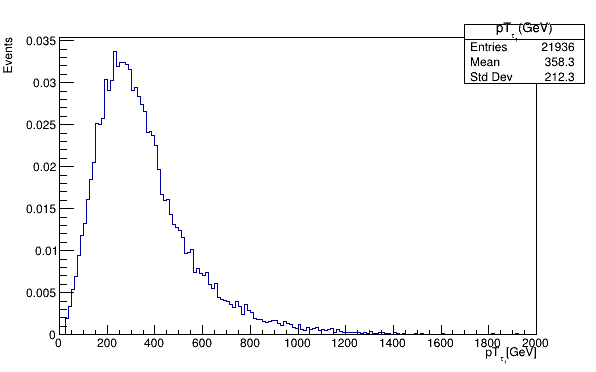 pT_τ₁(GeV)
Entries 21936
Mean 358.3
Std Dev 212.3
Events
0.035
0.03
0.025
0.02
0.015
0.01
0.005
0
0 200 400 600 800 1000 1200 1400 1600 1800 2000
pT_τ₁[GeV]